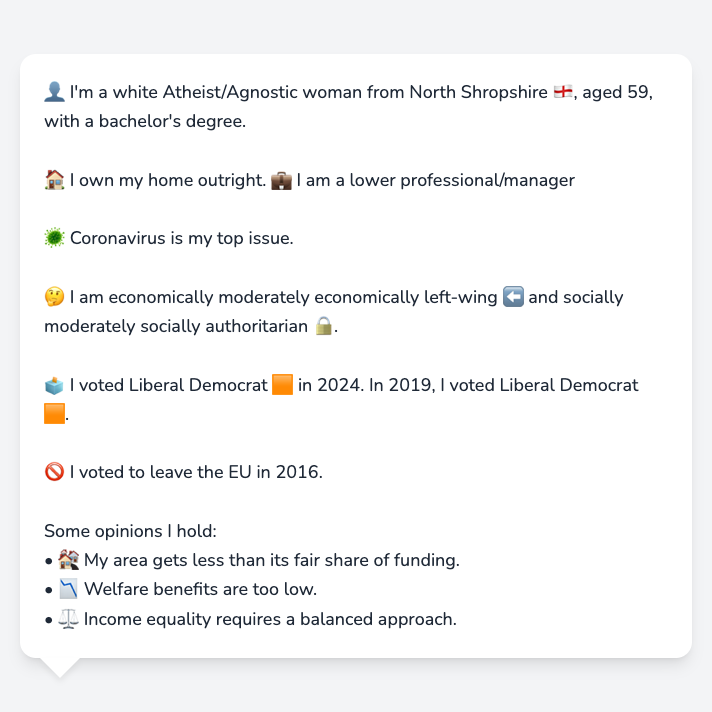 👤 I'm a white Atheist/Agnostic woman from North Shropshire 🏴󠁧󠁢󠁥󠁮󠁧󠁿, aged 59,
with a bachelor's degree.
🏠 I own my home outright. 💼 I am a lower professional/manager
🦠 Coronavirus is my top issue.
🤔 I am economically moderately economically left-wing ⬅️ and socially
moderately socially authoritarian 🔒.
🗳️ I voted Liberal Democrat 🟧 in 2024. In 2019, I voted Liberal Democrat
🟧.
🚫 I voted to leave the EU in 2016.
Some opinions I hold:
• 🏘️ My area gets less than its fair share of funding.
• 📉 Welfare benefits are too low.
• ⚖️ Income equality requires a balanced approach.